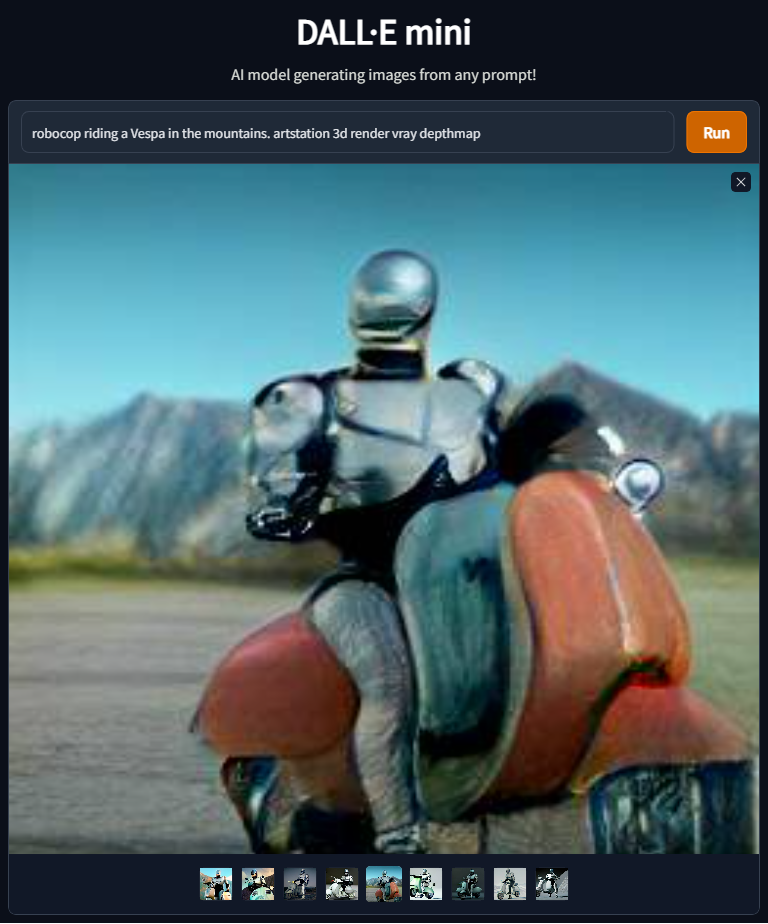 DALL·E mini
AI model generating images from any prompt!
robocop riding a Vespa in the mountains. artstation 3d render vray depthmap
Run